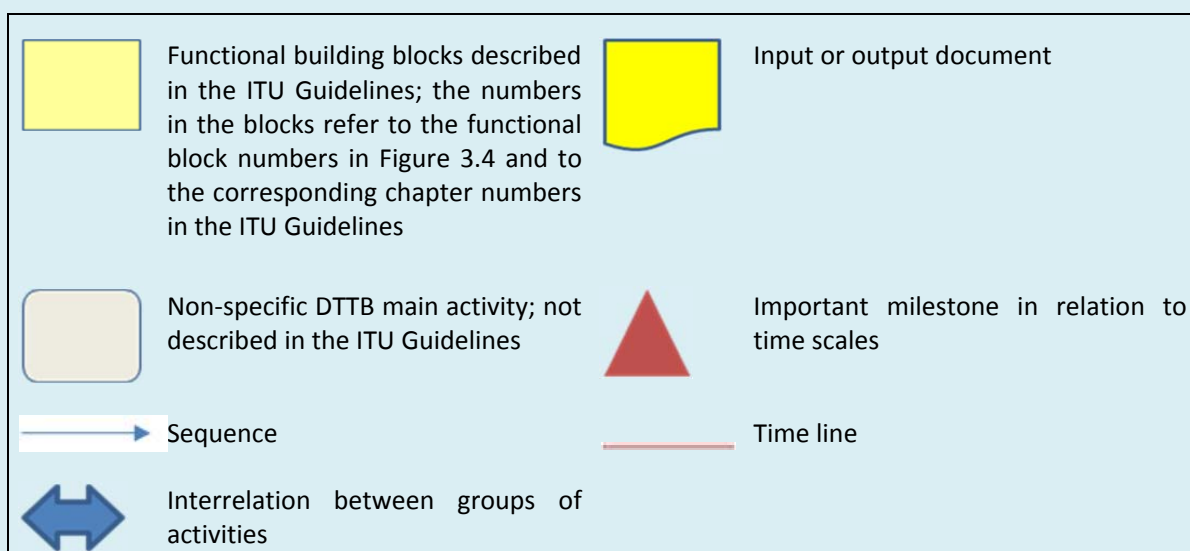 Functional building blocks described
in the ITU Guidelines; the numbers
in the blocks refer to the functional
block numbers in Figure 3.4 and to
the corresponding chapter numbers
in the ITU Guidelines
Input or output document
Non-specific DTTB main activity; not
described in the ITU Guidelines
Important milestone in relation to
time scales
Sequence
Time line
Interrelation between groups of
activities